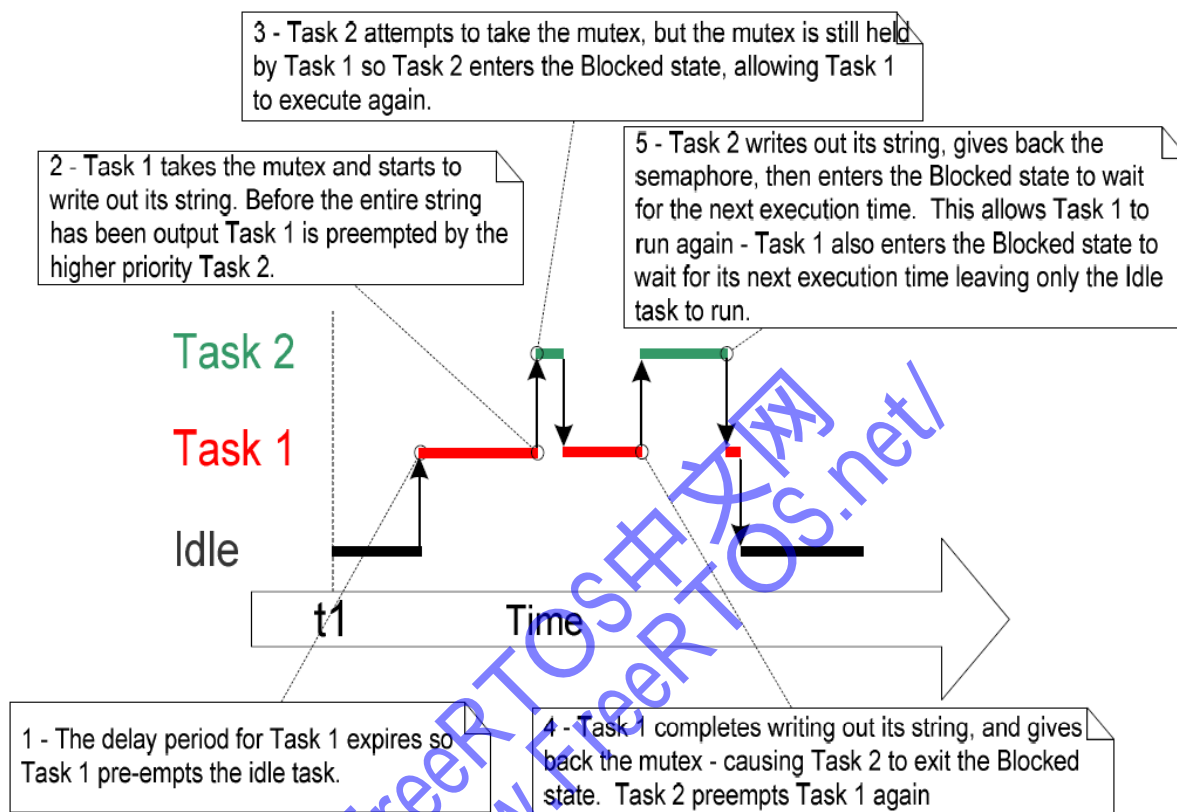 3 - Task 2 attempts to take the mutex, but the mutex is still held
by Task 1 so Task 2 enters the Blocked state, allowing Task 1
to execute again.
2 - Task 1 takes the mutex and starts to
write out its string. Before the entire string
has been output Task 1 is preempted by the
higher priority Task 2.
5 - Task 2 writes out its string, gives back the
semaphore, then enters the Blocked state to wait
for the next execution time.  This allows Task 1 to
run again - Task 1 also enters the Blocked state to
wait for its next execution time leaving only the Idle
task to run.
Task 2
Task 1
Idle
t1
Time
1 - The delay period for Task 1 expires so
Task 1 pre-empts the idle task.
4 - Task 1 completes writing out its string, and gives
back the mutex - causing Task 2 to exit the Blocked
state.  Task 2 preempts Task 1 again
FreeRTOS中文网
w.FreeRTOS.net/